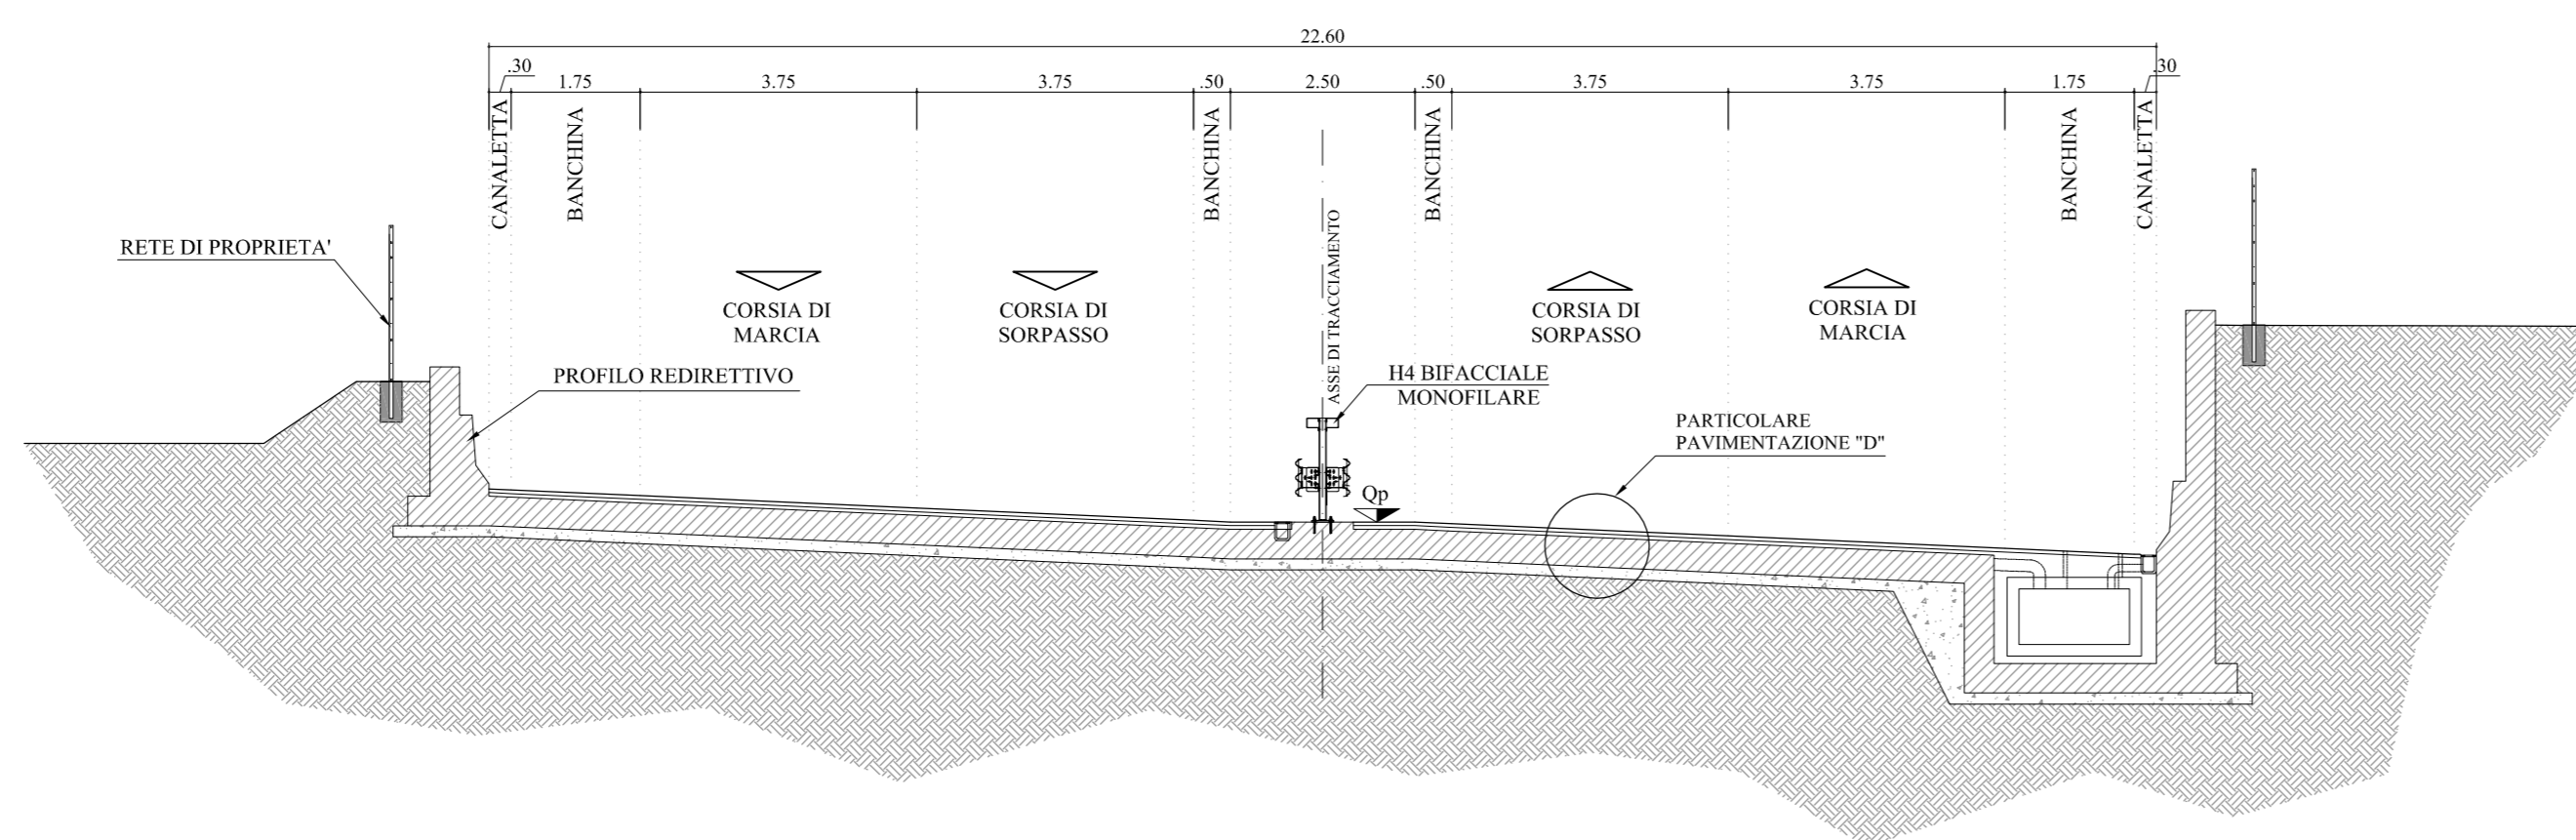 22.60
.30
1.75
3.75
3.75
.50
2.50
.50
3.75
3.75
1.75
.30
CANALETTA
BANCHINA
BANCHINA
BANCHINA
BANCHINA
CANALETTA
ASSE DI TRACCIAMENTO
RETE DI PROPRIETA'
CORSIA DI
MARCIA
CORSIA DI
SORPASSO
CORSIA DI
SORPASSO
CORSIA DI
MARCIA
PROFILO REDIRETTIVO
H4 BIFACCIALE
MONOFILARE
PARTICOLARE
PAVIMENTAZIONE "D"
Qp